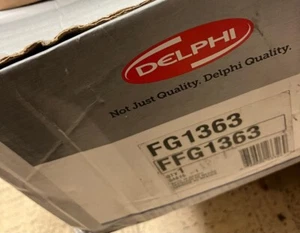 DELPHI
Not Just Quality. Delphi Quality.
FG1363
FFG1363